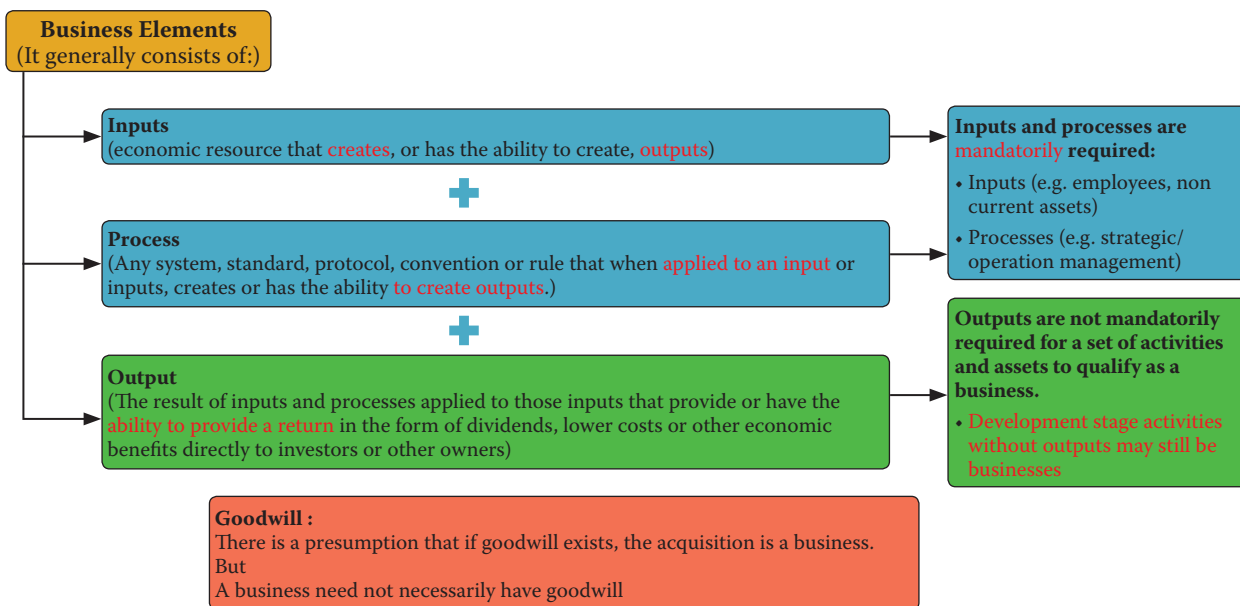 Business Elements
(It generally consists of:)
Inputs
(economic resource that creates, or has the ability to create, outputs)
Process
(Any system, standard, protocol, convention or rule that when applied to an input or
inputs, creates or has the ability to create outputs.)
Output
(The result of inputs and processes applied to those inputs that provide or have the
ability to provide a return in the form of dividends, lower costs or other economic
benefits directly to investors or other owners)
Inputs and processes are
mandatorily required:
• Inputs (e.g. employees, non
current assets)
• Processes (e.g. strategic/
operation management)
Outputs are not mandatorily
required for a set of activities
and assets to qualify as a
business.
• Development stage activities
without outputs may still be
businesses
Goodwill :
There is a presumption that if goodwill exists, the acquisition is a business.
But
A business need not necessarily have goodwill